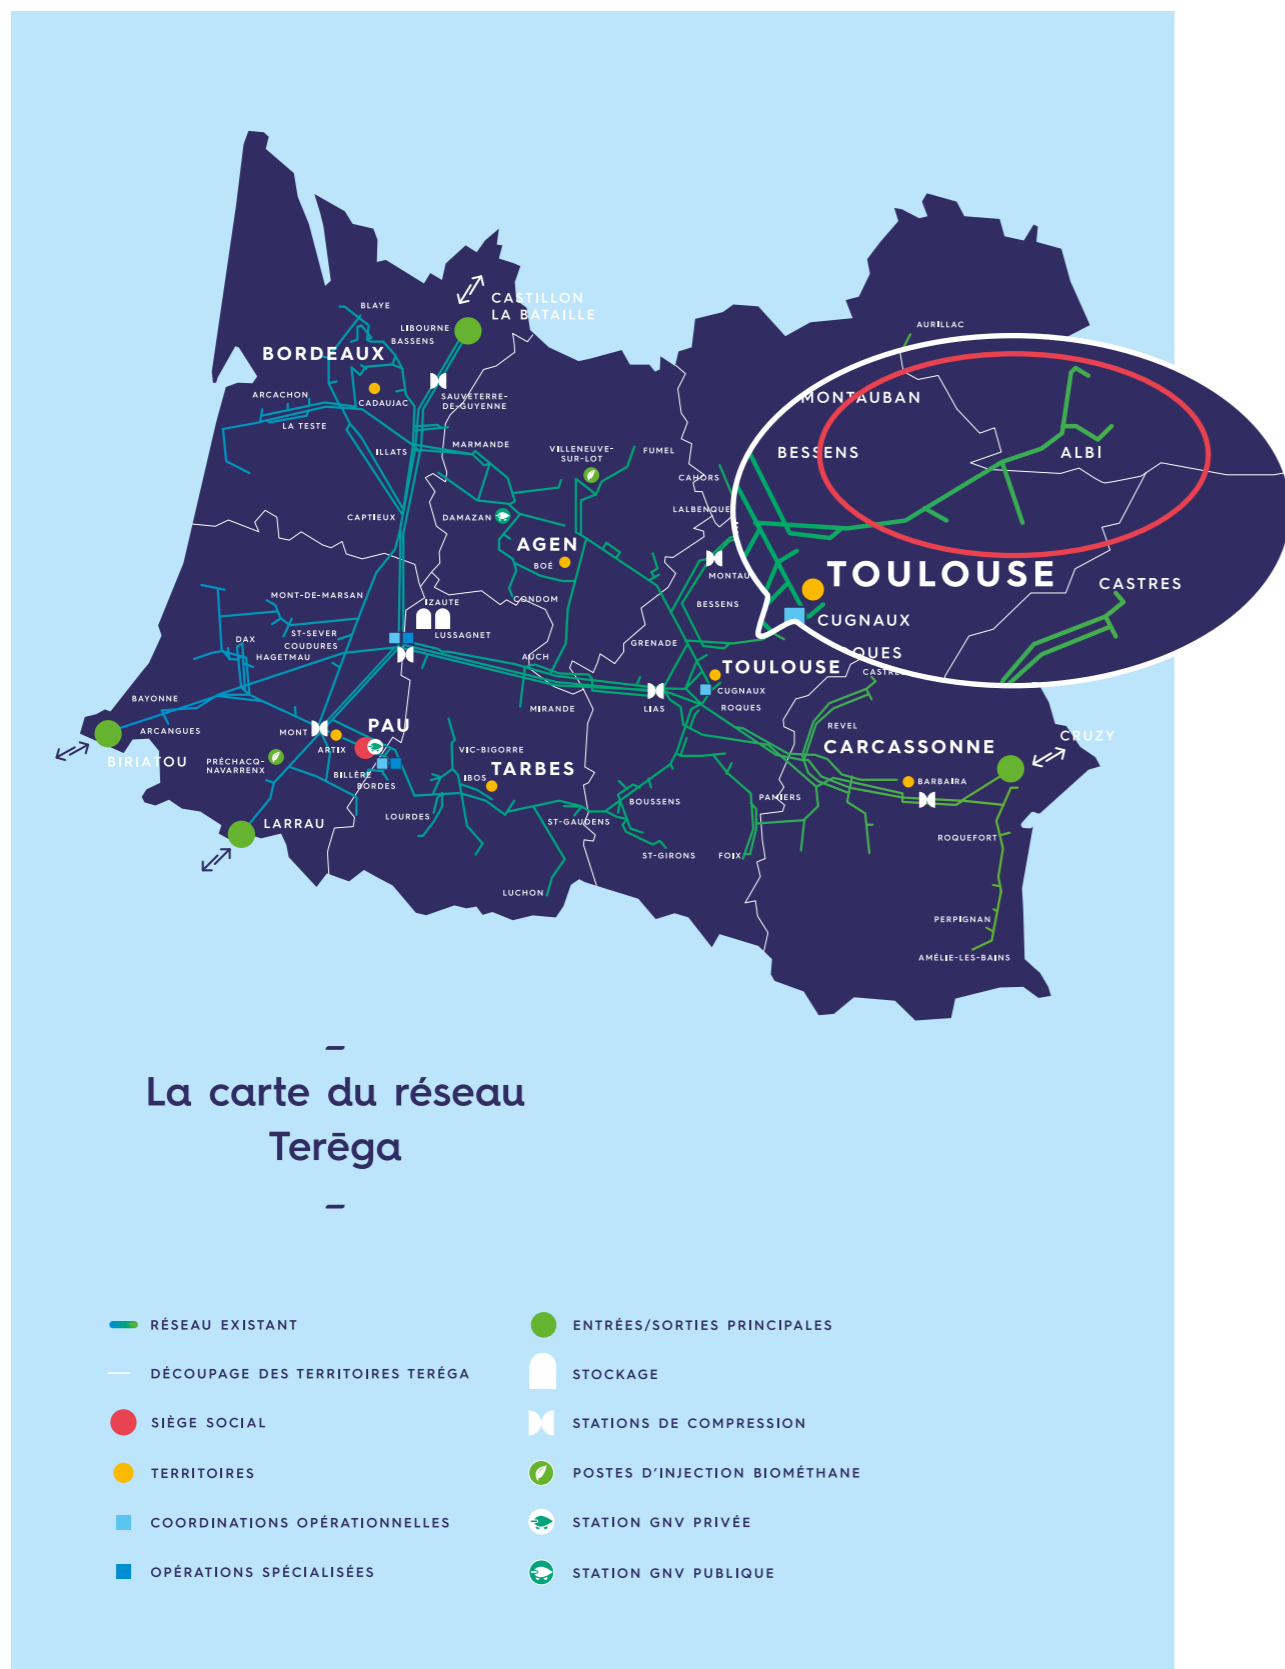 AURILLAC
CASTILLON
LA BATAILLE
BLAYE
LIBOURNE
BASSENS
BORDEAUX
CADAUJAC
ARCACHON
LA TESTE
SAUVETERRE-
DE-GUYENNE
ILLATS
MARMANDE
VILLENEUVE-
SUR-LOT
FUMEL
CAHORS
LALBENQUE
MONTAUBAN
BESSENS
ALBI
TOULOUSE
CUGNAUX
CASTRES
OUES
CAPTIEUX
DAMAZAN
AGEN
BOÉ
CONDOM
MONTAU
BESSENS
MONT-DE-MARSAN
IZAUTE
LUSSAGNET
ST-SEVER
COUDURES
HAGETMAU
DAX
GRENADE
TOULOUSE
CUGNAUX
ROQUES
CASTRE
AUCH
MIRANDE
LIAS
BAYONNE
ARCANGUES
BIRIATOU
MONT
ARTIX
PAU
PRÉCHACQ-
NAVARRENX
BILLÈRE
BORDES
VIC-BIGORRE
IBOS
TARBES
REVEL
CARCASSONNE
CRUZY
BARBAIRA
LARRAU
LOURDES
ST-GAUDENS
BOUSSENS
PAMIERS
ST-GIRONS
FOIX
LUCHON
ROQUEFORT
PERPIGNAN
AMÉLIE-LES-BAINS
La carte du réseau
Terēga
RÉSEAU EXISTANT
DÉCOUPAGE DES TERRITOIRES TERÉGA
SIÈGE SOCIAL
TERRITOIRES
COORDINATIONS OPÉRATIONNELLES
OPÉRATIONS SPÉCIALISÉES
ENTRÉES/SORTIES PRINCIPALES
STOCKAGE
STATIONS DE COMPRESSION
POSTES D'INJECTION BIOMÉTHANE
STATION GNV PRIVÉE
STATION GNV PUBLIQUE